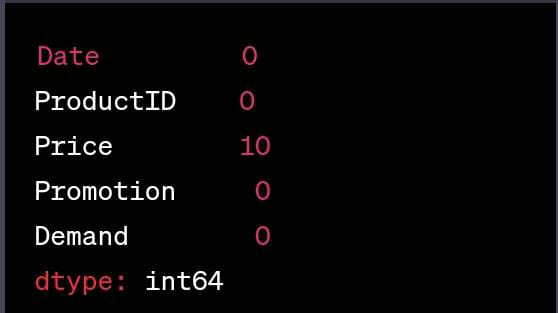 Date 0
ProductID 0
Price 10
Promotion 0
Demand 0
dtype: int64